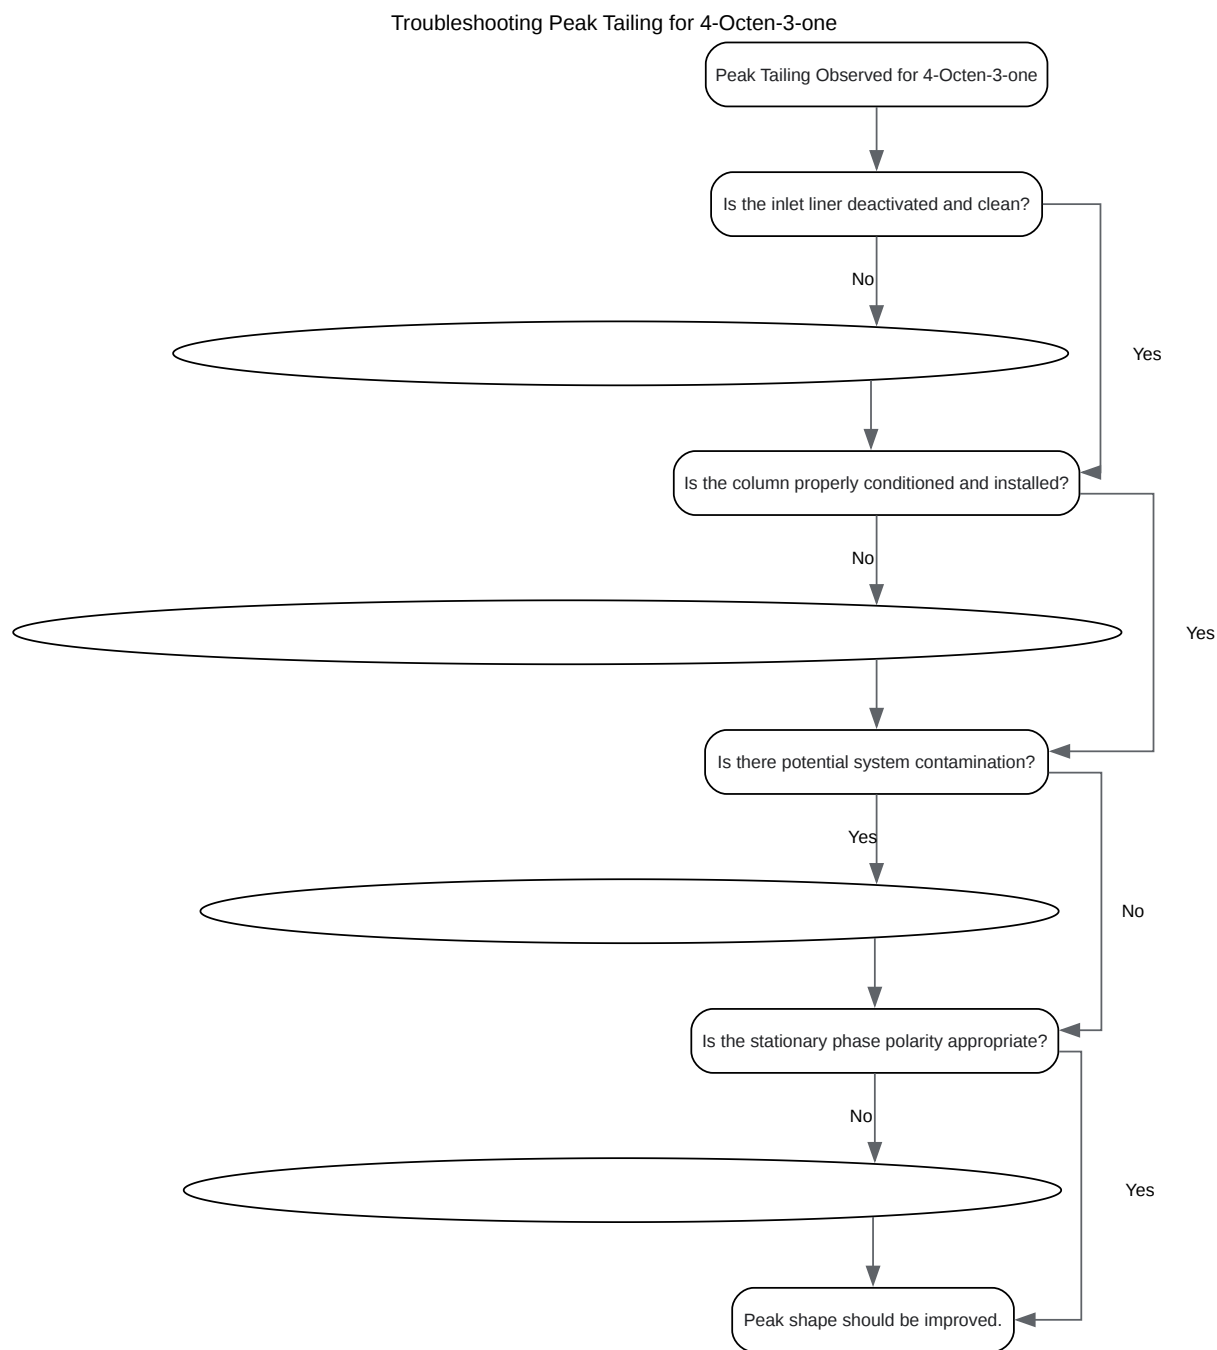 Troubleshooting Peak Tailing for 4-Octen-3-one
Peak Tailing Observed for 4-Octen-3-one
Is the inlet liner deactivated and clean?
No
Yes
Is the column properly conditioned and installed?
No
Yes
Is there potential system contamination?
Yes
No
Is the stationary phase polarity appropriate?
No
Yes
Peak shape should be improved.